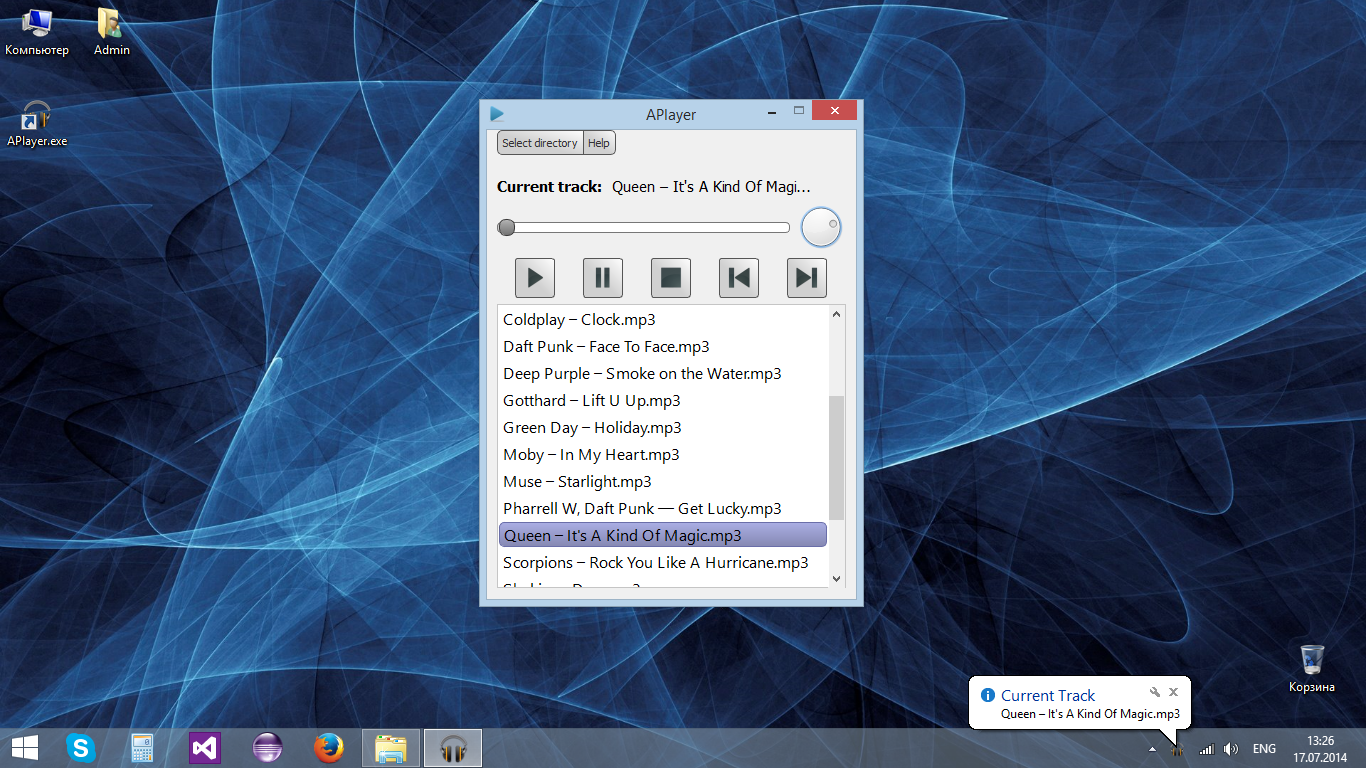 Компьютер
Admin
APlayer.exe
APlayer
Select directory
Help
Current track: Queen – It's A Kind Of Magi...
Coldplay – Clock.mp3
Daft Punk – Face To Face.mp3
Deep Purple – Smoke on the Water.mp3
Gotthard – Lift U Up.mp3
Green Day – Holiday.mp3
Moby – In My Heart.mp3
Muse – Starlight.mp3
Pharrell W, Daft Punk — Get Lucky.mp3
Queen – It's A Kind Of Magic.mp3
Scorpions – Rock You Like A Hurricane.mp3
Корзина
Current Track
Queen – It's A Kind Of Magic.mp3
ENG
13:26
17.07.2014